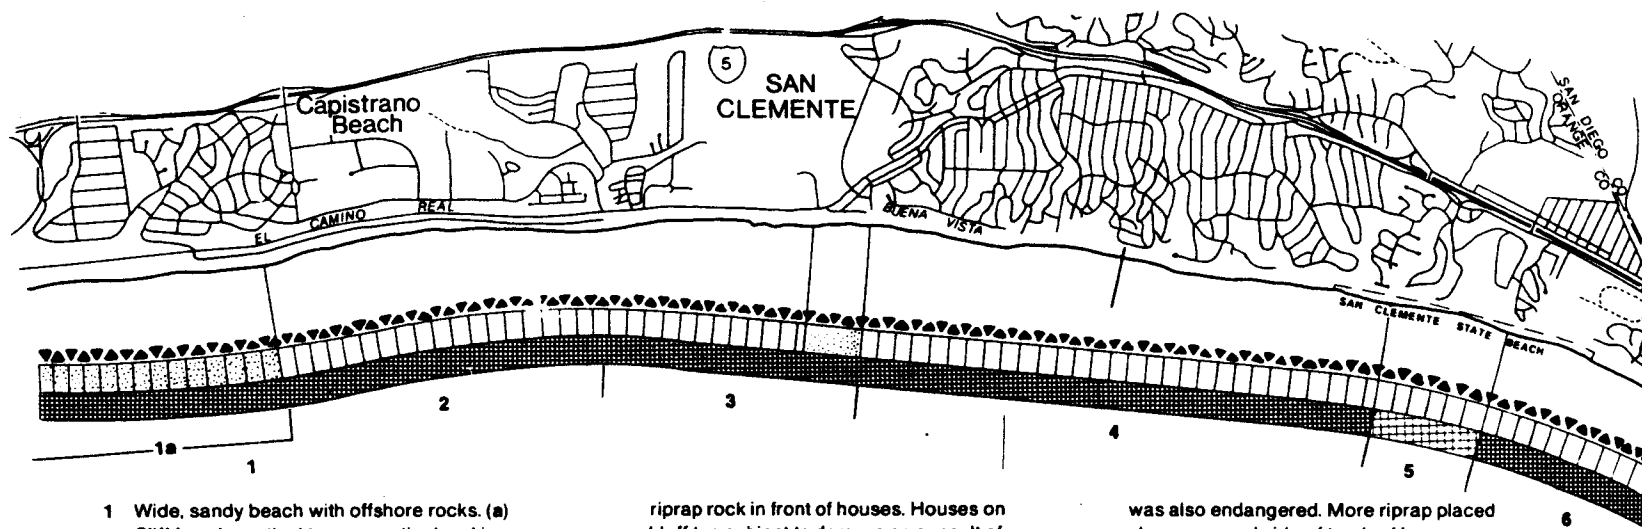 5
SAN
CLEMENTE
Capistrano
Beach
SAN DIEGO CO
ORANGE CO
EL CAMINO REAL
BUENA VISTA
SAN CLEMENTE STATE BEACH
1a
1
2
3
4
5
6
1 Wide, sandy beach with offshore rocks. (a)
riprap rock in front of houses. Houses on
was also endangered. More riprap placed